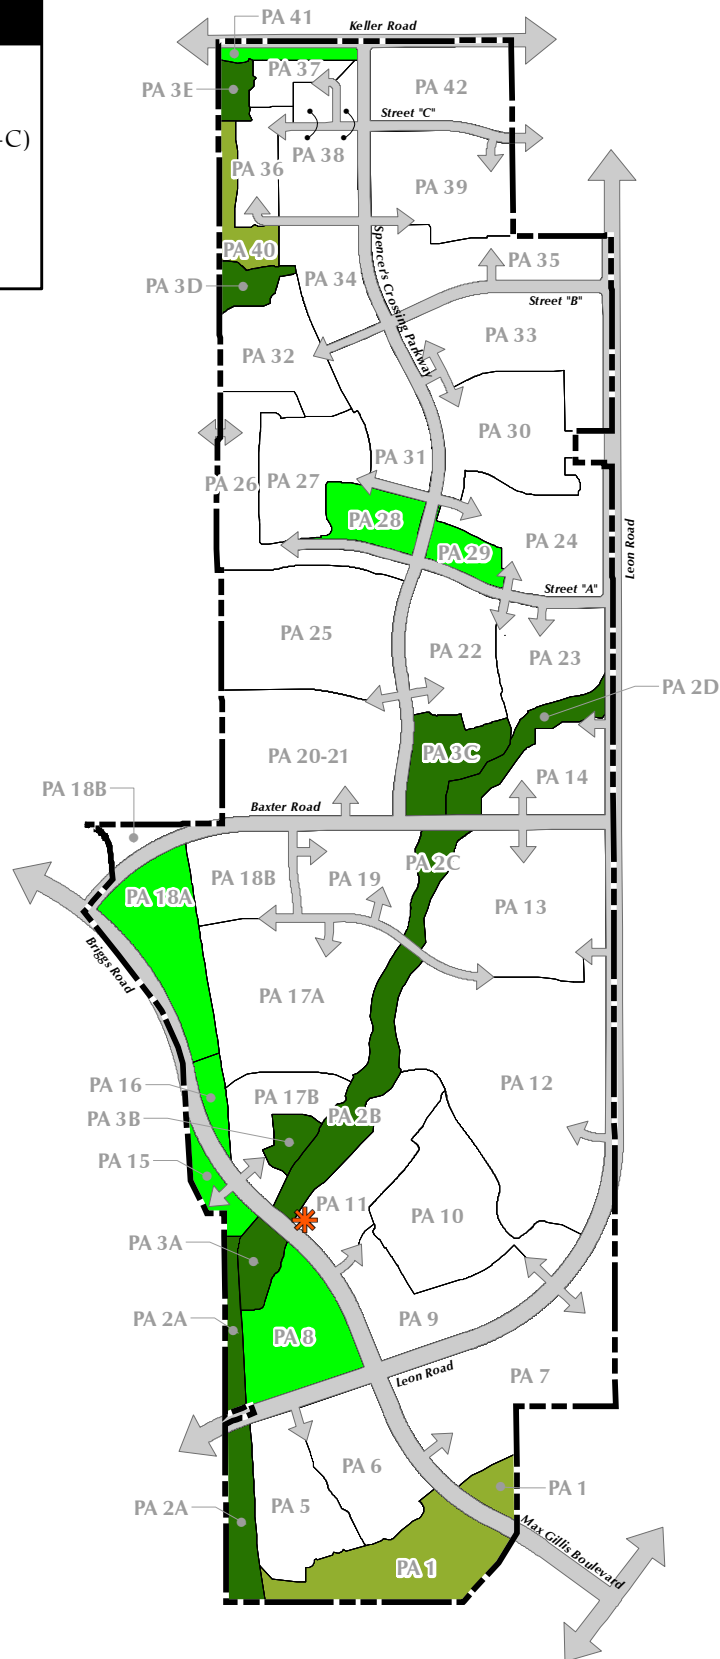 PA 41
Keller Road
PA 37
PA 3E
PA 42
Street "C"
-C)
PA 38
PA 36
PA 39
PA 40
Spencer's Crossing Parkway
PA 35
PA 34
PA 3D
Street "B"
PA 33
PA 32
PA 30
PA 31
PA 26
PA 27
PA 28
PA 24
PA 29
Leon Road
Street "A"
PA 25
PA 22
PA 23
PA 2D
PA 3C
PA 20-21
PA 14
PA 18B
Baxter Road
PA 2C
PA 18B
PA 19
PA 18A
PA 13
Briggs Road
PA 17A
PA 12
PA 16
PA 17B
PA 3B
PA 2B
PA 15
PA 11
PA 10
PA 3A
PA 2A
PA 9
PA 8
Leon Road
PA 7
PA 6
PA 1
PA 5
PA 2A
Max Gillis Boulevard
PA 1